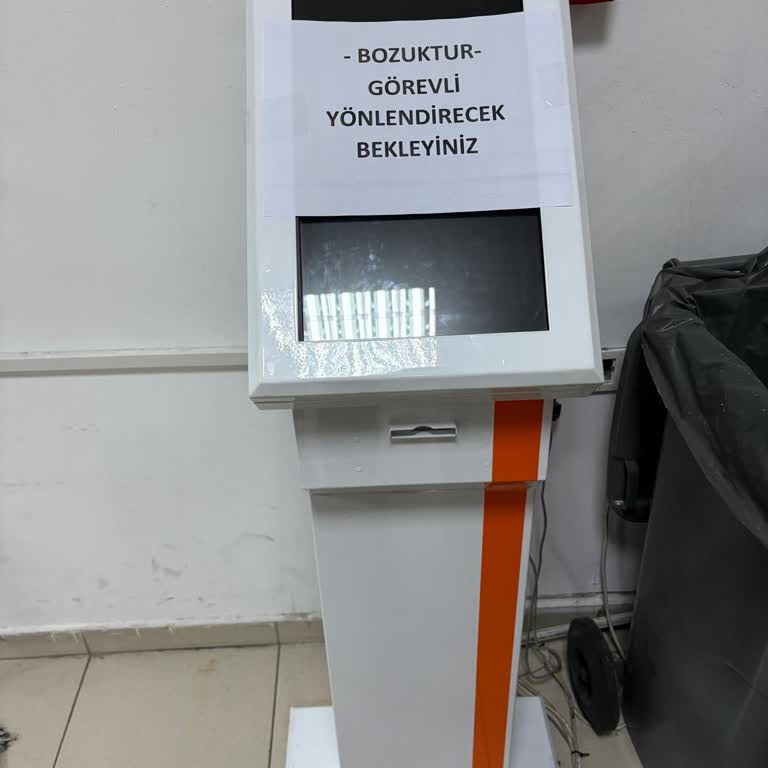 - BOZUKTUR-
GÖREVLİ
YÖNLENDİRECEK
BEKLEYİNİZ